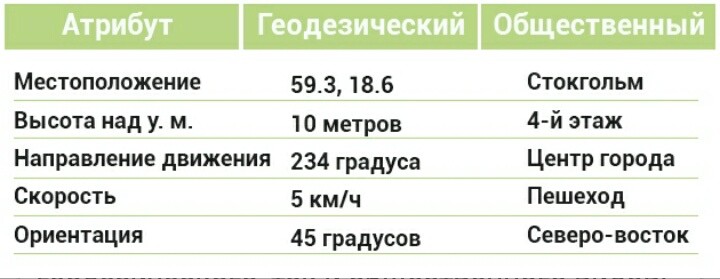 Атрибут Геодезический Общественный
Местоположение 59.3, 18.6 Стокгольм
Высота над у. м. 10 метров 4-й этаж
Направление движения 234 градуса Центр города
Скорость 5 км/ч Пешеход
Ориентация 45 градусов Северо-восток